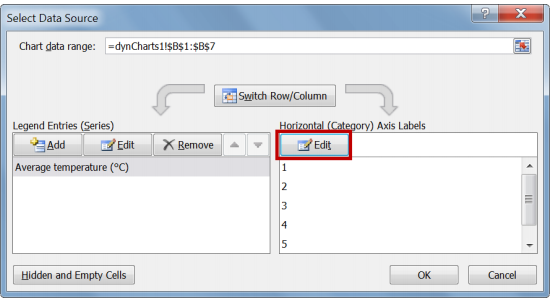 Select Data Source
Chart data range: =dynCharts1!$B$1:$B$7
Switch Row/Column
Legend Entries (Series)
Add Edit Remove
Average temperature (°C)
Horizontal (Category) Axis Labels
Edit
1
2
3
4
5
Hidden and Empty Cells
OK Cancel